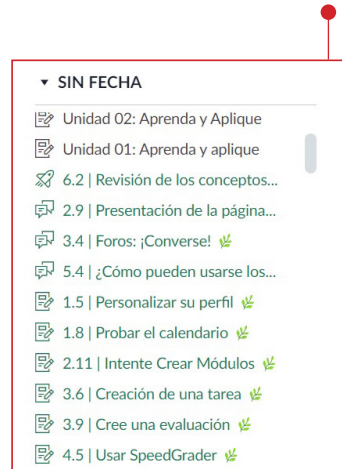 SIN FECHA
Unidad 02: Aprenda y Aplique
Unidad 01: Aprenda y aplique
6.2 | Revisión de los conceptos...
2.9 | Presentación de la página...
3.4 | Foros: ¡Converse!
5.4 | ¿Cómo pueden usarse los...
1.5 | Personalizar su perfil
1.8 | Probar el calendario
2.11 | Intente Crear Módulos
3.6 | Creación de una tarea
3.9 | Cree una evaluación
4.5 | Usar SpeedGrader